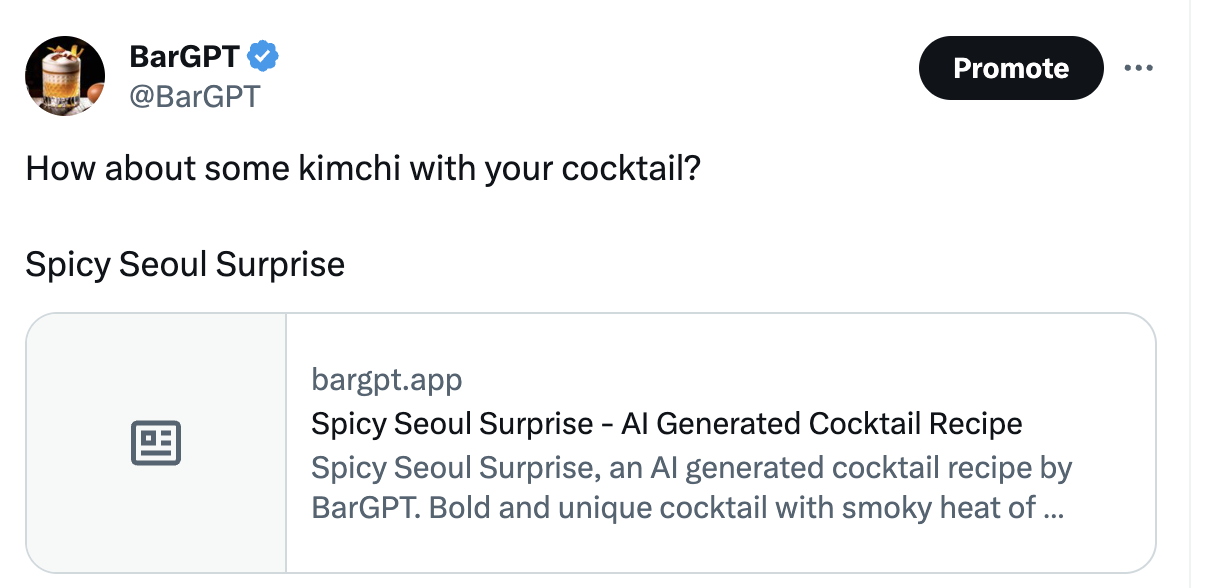 BarGPT
Promote
@BarGPT
How about some kimchi with your cocktail?
Spicy Seoul Surprise
bargpt.app
Spicy Seoul Surprise - AI Generated Cocktail Recipe
Spicy Seoul Surprise, an AI generated cocktail recipe by
BarGPT. Bold and unique cocktail with smoky heat of ...